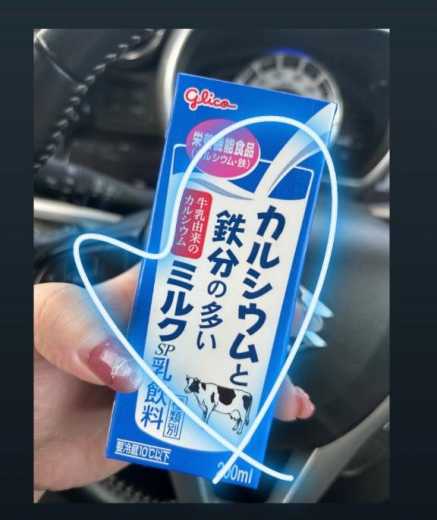 glico
栄養機能食品
(カルシウム・鉄)
牛乳由来の
カルシウム
カルシウムと
鉄分の多い
ミルクSP
乳飲料
種類別
要冷蔵10℃以下
200ml